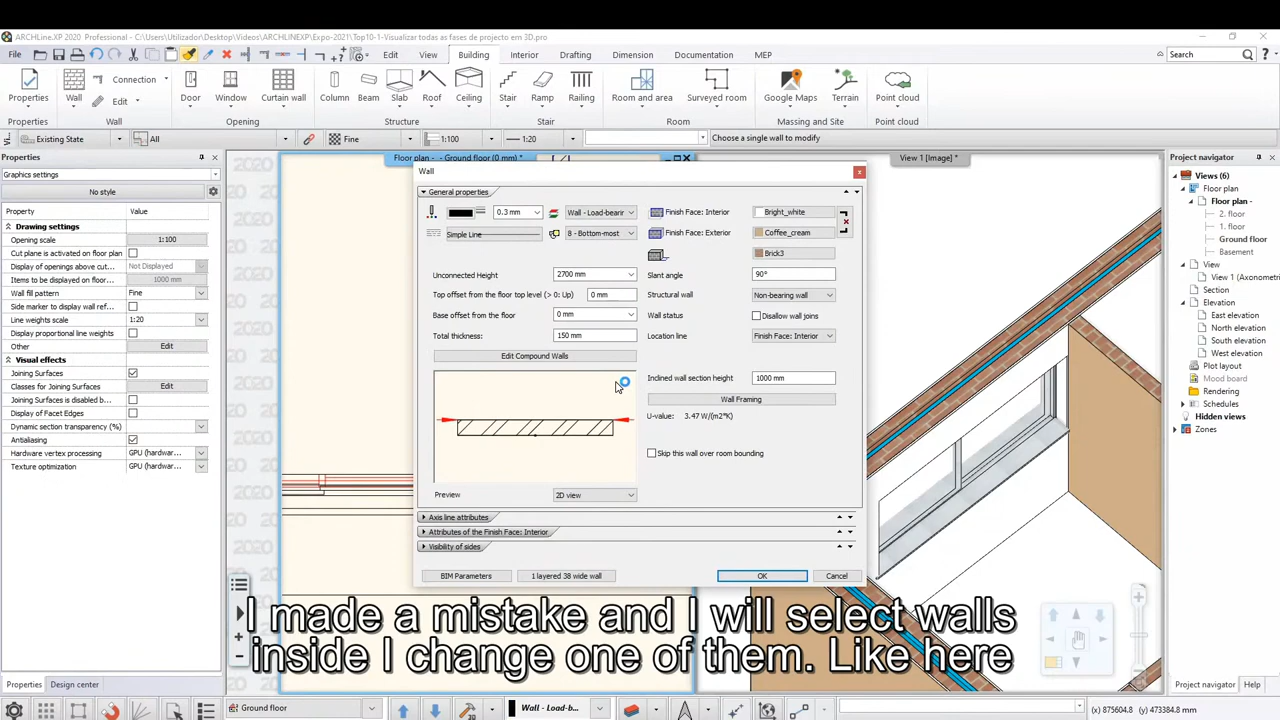 ARCHLine.XP 2020 Professional - C:\Users\Utilizador\Desktop\Videos\ARCHLINEXP\Expo-2021\Top10-1-Visualizar todas as fases de projecto em 3D.pro
File Edit View Building Interior Drafting Dimension Documentation MEP Search
Properties Wall Connection Edit Door Window Curtain wall Column Beam Slab Roof Ceiling Stair Ramp Railing Room and area Surveyed room Google Maps Terrain Point cloud
Properties Wall Opening Structure Stair Room Massing and Site Point cloud
Existing State All Fine 1:100 1:20 Choose a single wall to modify
Properties
Graphics settings
No style
Property Value
Drawing settings
Opening scale 1:100
Cut plane is activated on floor plan
Display of openings above cut... Not Displayed
Items to be displayed on floor... 1000 mm
Wall fill pattern Fine
Side marker to display wall ref...
Line weights scale 1:20
Display proportional line weights
Other Edit
Visual effects
Joining Surfaces
Classes for Joining Surfaces Edit
Joining Surfaces is disabled b...
Display of Facet Edges
Dynamic section transparency (%)
Antialiasing
Hardware vertex processing GPU (hardwar...
Texture optimization GPU (hardwar...
Properties Design center
Floor plan - - Ground floor (0 mm) *
View 1 [Image] *
Wall
General properties
0.3 mm Wall - Load-bearir Finish Face: Interior Bright_white
Simple Line 8 - Bottom-most Finish Face: Exterior Coffee_cream
Brick3
Unconnected Height 2700 mm Slant angle 90°
Top offset from the floor top level (> 0: Up) 0 mm Structural wall Non-bearing wall
Base offset from the floor 0 mm Wall status Disallow wall joins
Total thickness 150 mm Location line Finish Face: Interior
Edit Compound Walls
Inclined wall section height 1000 mm
Wall Framing
U-value: 3.47 W/(m2*K)
Skip this wall over room bounding
Preview 2D view
Axis line attributes
Attributes of the Finish Face: Interior
Visibility of sides
BIM Parameters 1 layered 38 wide wall OK Cancel
Project navigator
Views (6)
Floor plan
Floor plan -
2. floor
1. floor
Ground floor
Basement
View
View 1 (Axonome
Section
Elevation
East elevation
North elevation
South elevation
West elevation
Plot layout
Mood board
Rendering
Schedules
Hidden views
Zones
Project navigator Help
I made a mistake and I will select walls
inside I change one of them. Like here
Ground floor Wall - Load-b... X: 875604.8 Y: 473384.8